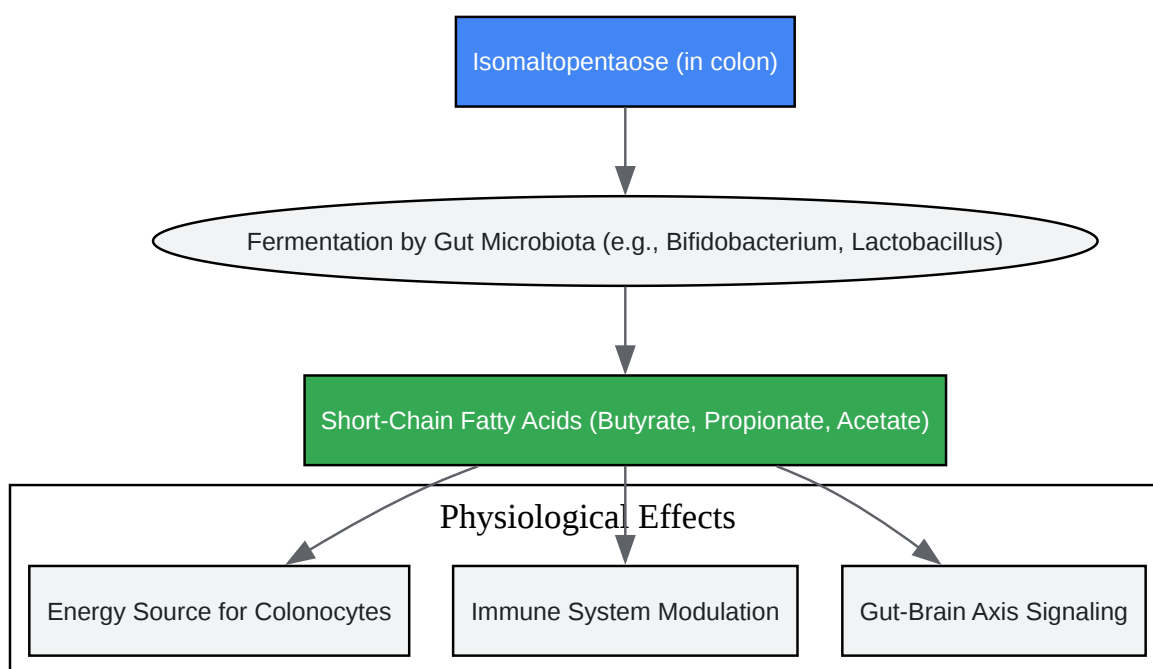 Isomaltopentaose (in colon)
Fermentation by Gut Microbiota (e.g., Bifidobacterium, Lactobacillus)
Short-Chain Fatty Acids (Butyrate, Propionate, Acetate)
Physiological Effects
Energy Source for Colonocytes
Immune System Modulation
Gut-Brain Axis Signaling